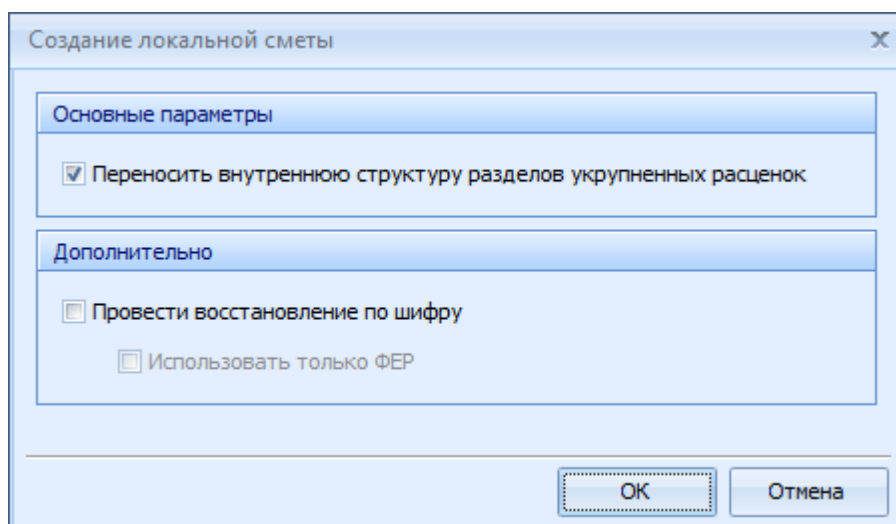 Создание локальной сметы
Основные параметры
Переносить внутреннюю структуру разделов укрупненных расценок
Дополнительно
Провести восстановление по шифру
Использовать только ФЕР
ОК
Отмена